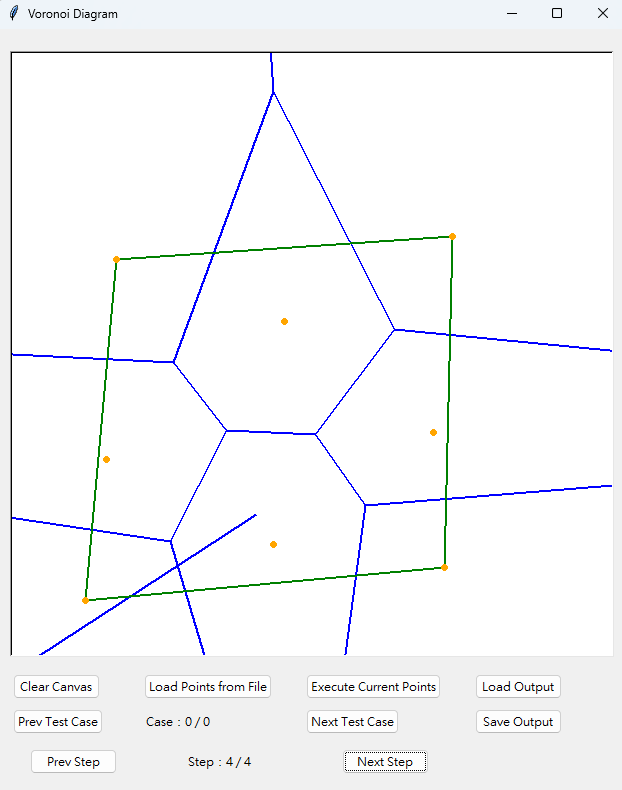 Voronoi Diagram
Clear Canvas Load Points from File Execute Current Points Load Output
Prev Test Case Case : 0 / 0 Next Test Case Save Output
Prev Step Step : 4 / 4 Next Step